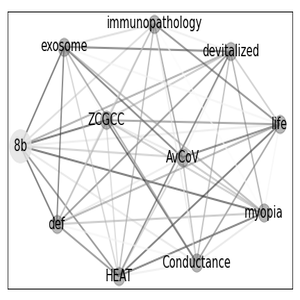 immunopathology
exosome
devitalized
ZCGCC
life
8b
AvCoV
myopia
def
Conductance
HEAT